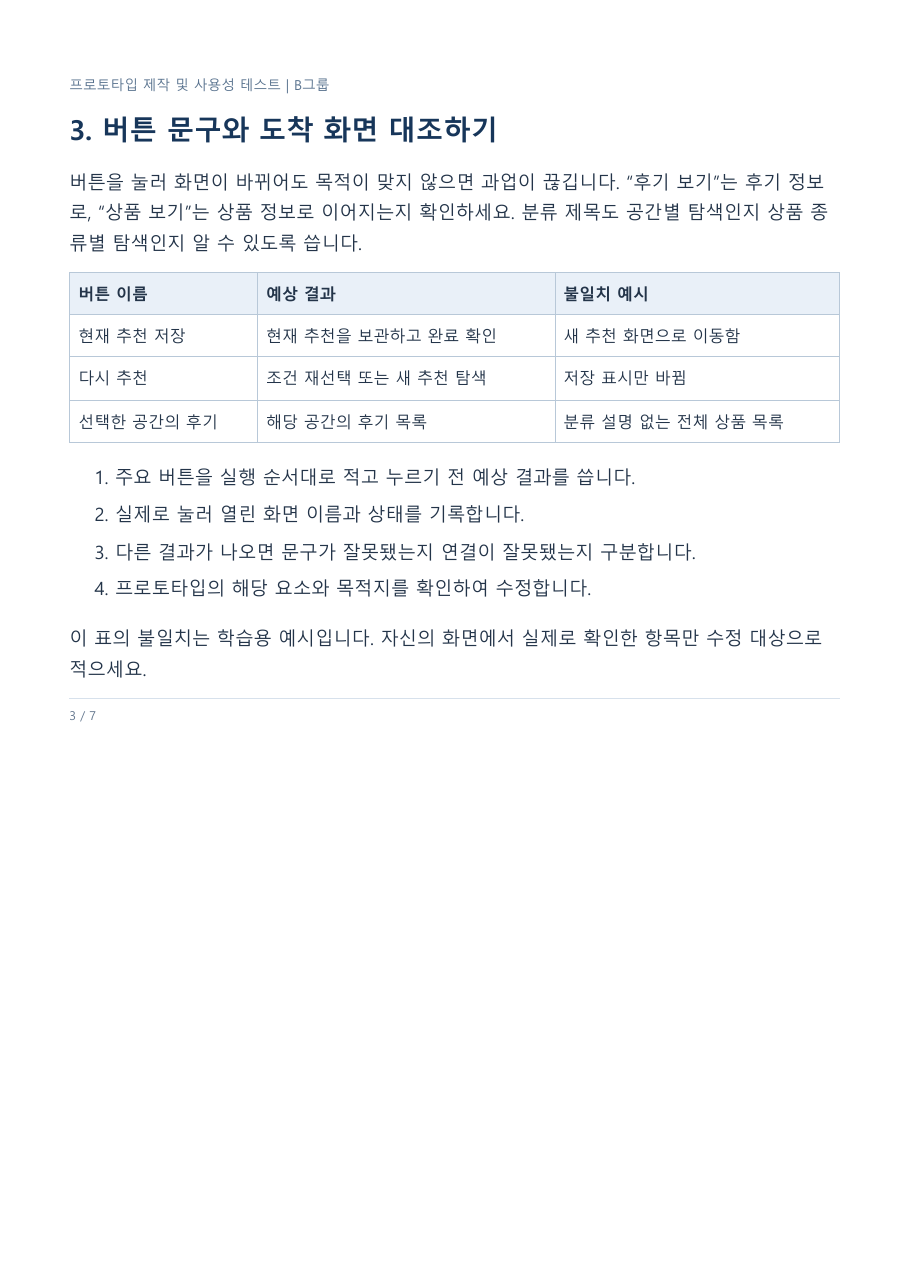 프로토타입 제작 및 사용성 테스트 | B그룹
3. 버튼 문구와 도착 화면 대조하기
버튼을 눌러 화면이 바뀌어도 목적이 맞지 않으면 과업이 끊깁니다. “후기 보기”는 후기 정보
로, “상품 보기”는 상품 정보로 이어지는지 확인하세요. 분류 제목도 공간별 탐색인지 상품 종
류별 탐색인지 알 수 있도록 씁니다.
버튼 이름 예상 결과 불일치 예시
현재 추천 저장 현재 추천을 보관하고 완료 확인 새 추천 화면으로 이동함
다시 추천 조건 재선택 또는 새 추천 탐색 저장 표시만 바뀜
선택한 공간의 후기 해당 공간의 후기 목록 분류 설명 없는 전체 상품 목록
1. 주요 버튼을 실행 순서대로 적고 누르기 전 예상 결과를 씁니다.
2. 실제로 눌러 열린 화면 이름과 상태를 기록합니다.
3. 다른 결과가 나오면 문구가 잘못됐는지 연결이 잘못됐는지 구분합니다.
4. 프로토타입의 해당 요소와 목적지를 확인하여 수정합니다.
이 표의 불일치는 학습용 예시입니다. 자신의 화면에서 실제로 확인한 항목만 수정 대상으로
적으세요.
3 / 7